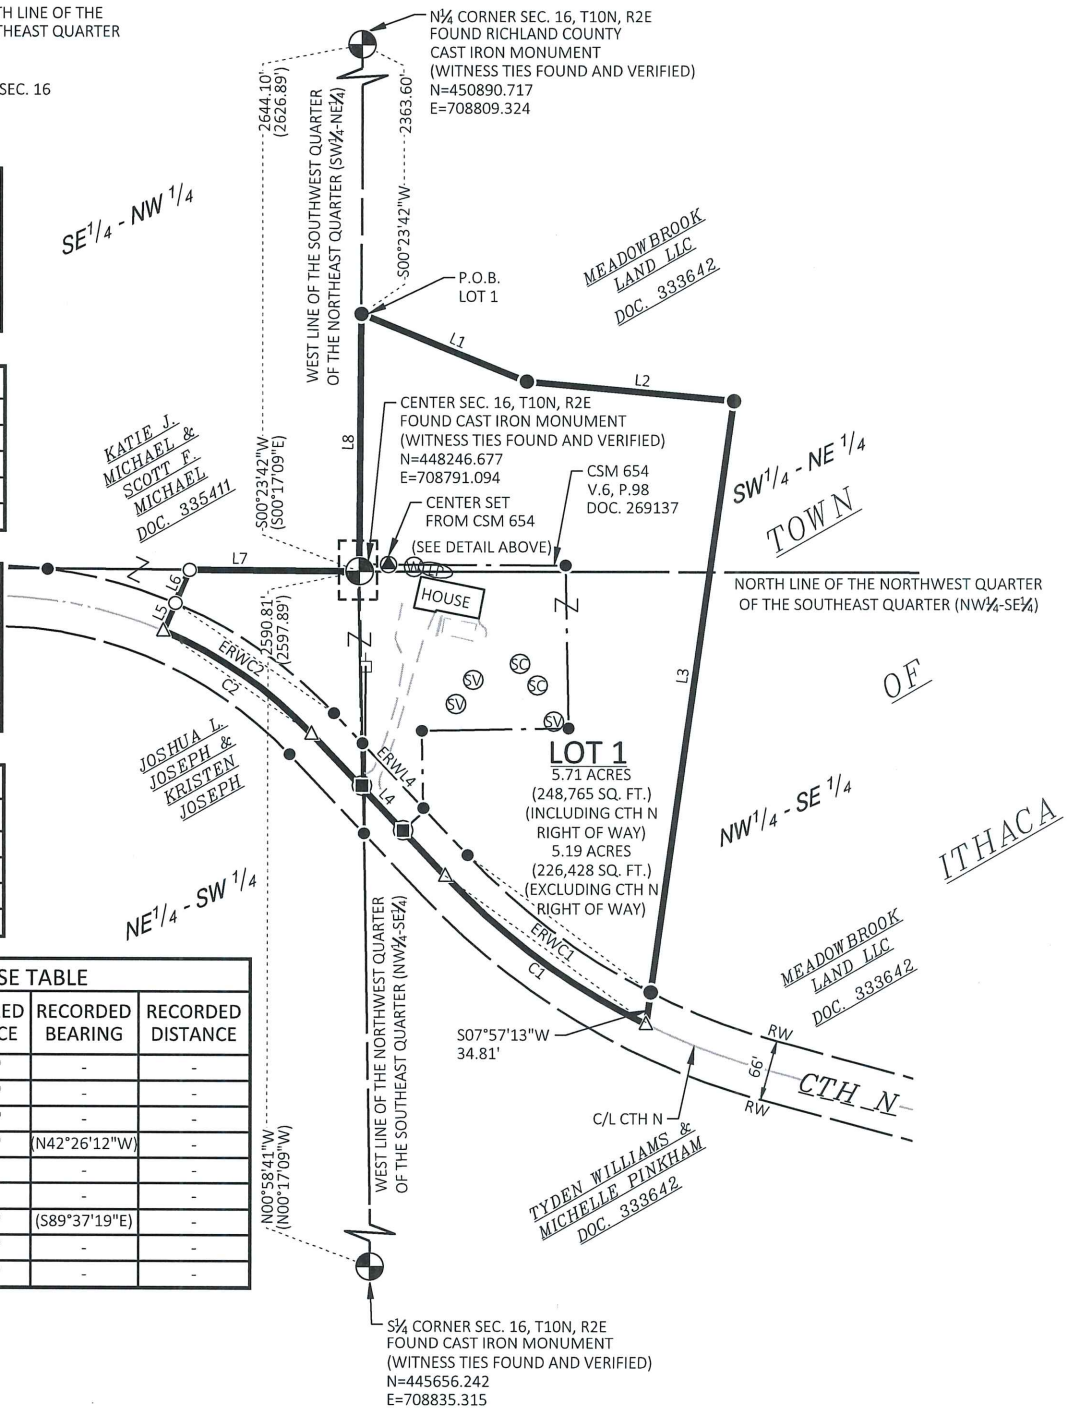 TH LINE OF THE
THEAST QUARTER
SEC. 16
N¼ CORNER SEC. 16, T10N, R2E
FOUND RICHLAND COUNTY
CAST IRON MONUMENT
(WITNESS TIES FOUND AND VERIFIED)
N=450890.717
E=708809.324
2644.10'
(2626.89')
2363.60'
S00°23'42"W
WEST LINE OF THE SOUTHWEST QUARTER
OF THE NORTHEAST QUARTER (SW¼-NE¼)
SE1/4 - NW 1/4
MEADOWBROOK
LAND LLC
DOC. 333642
P.O.B.
LOT 1
L1
L2
CENTER SEC. 16, T10N, R2E
FOUND CAST IRON MONUMENT
(WITNESS TIES FOUND AND VERIFIED)
N=448246.677
E=708791.094
L8
KATIE J.
MICHAEL &
SCOTT F.
MICHAEL
DOC. 335411
S00°23'42"W
(S00°17'09"E)
CSM 654
V.6, P.98
DOC. 269137
CENTER SET
FROM CSM 654
(SEE DETAIL ABOVE)
SW1/4 - NE 1/4
TOWN
L7
WELL
LP
HOUSE
NORTH LINE OF THE NORTHWEST QUARTER
OF THE SOUTHEAST QUARTER (NW¼-SE¼)
L6
L5
2590.81'
(2597.89')
ERWC2
C2
SC
SV
SC
SV
SV
L3
OF
JOSHUA L.
JOSEPH &
KRISTEN
JOSEPH
ERWL4
L4
LOT 1
5.71 ACRES
(248,765 SQ. FT.)
(INCLUDING CTH N
RIGHT OF WAY)
5.19 ACRES
(226,428 SQ. FT.)
(EXCLUDING CTH N
RIGHT OF WAY)
NW1/4 - SE 1/4
ITHACA
NE1/4 - SW 1/4
WEST LINE OF THE NORTHWEST QUARTER
OF THE SOUTHEAST QUARTER (NW¼-SE¼)
ERWC1
C1
MEADOWBROOK
LAND LLC
DOC. 333642
S07°57'13"W
34.81'
RW
66'
RW
CTH N
C/L CTH N
TYDEN WILLIAMS &
MICHELLE PINKHAM
DOC. 333642
N00°58'41"W
(N00°17'09"W)
SE TABLE
ED
CE
RECORDED
BEARING
RECORDED
DISTANCE
- -
- -
- -
(N42°26'12"W) -
- -
- -
(S89°37'19"E) -
- -
- -
S¼ CORNER SEC. 16, T10N, R2E
FOUND CAST IRON MONUMENT
(WITNESS TIES FOUND AND VERIFIED)
N=445656.242
E=708835.315